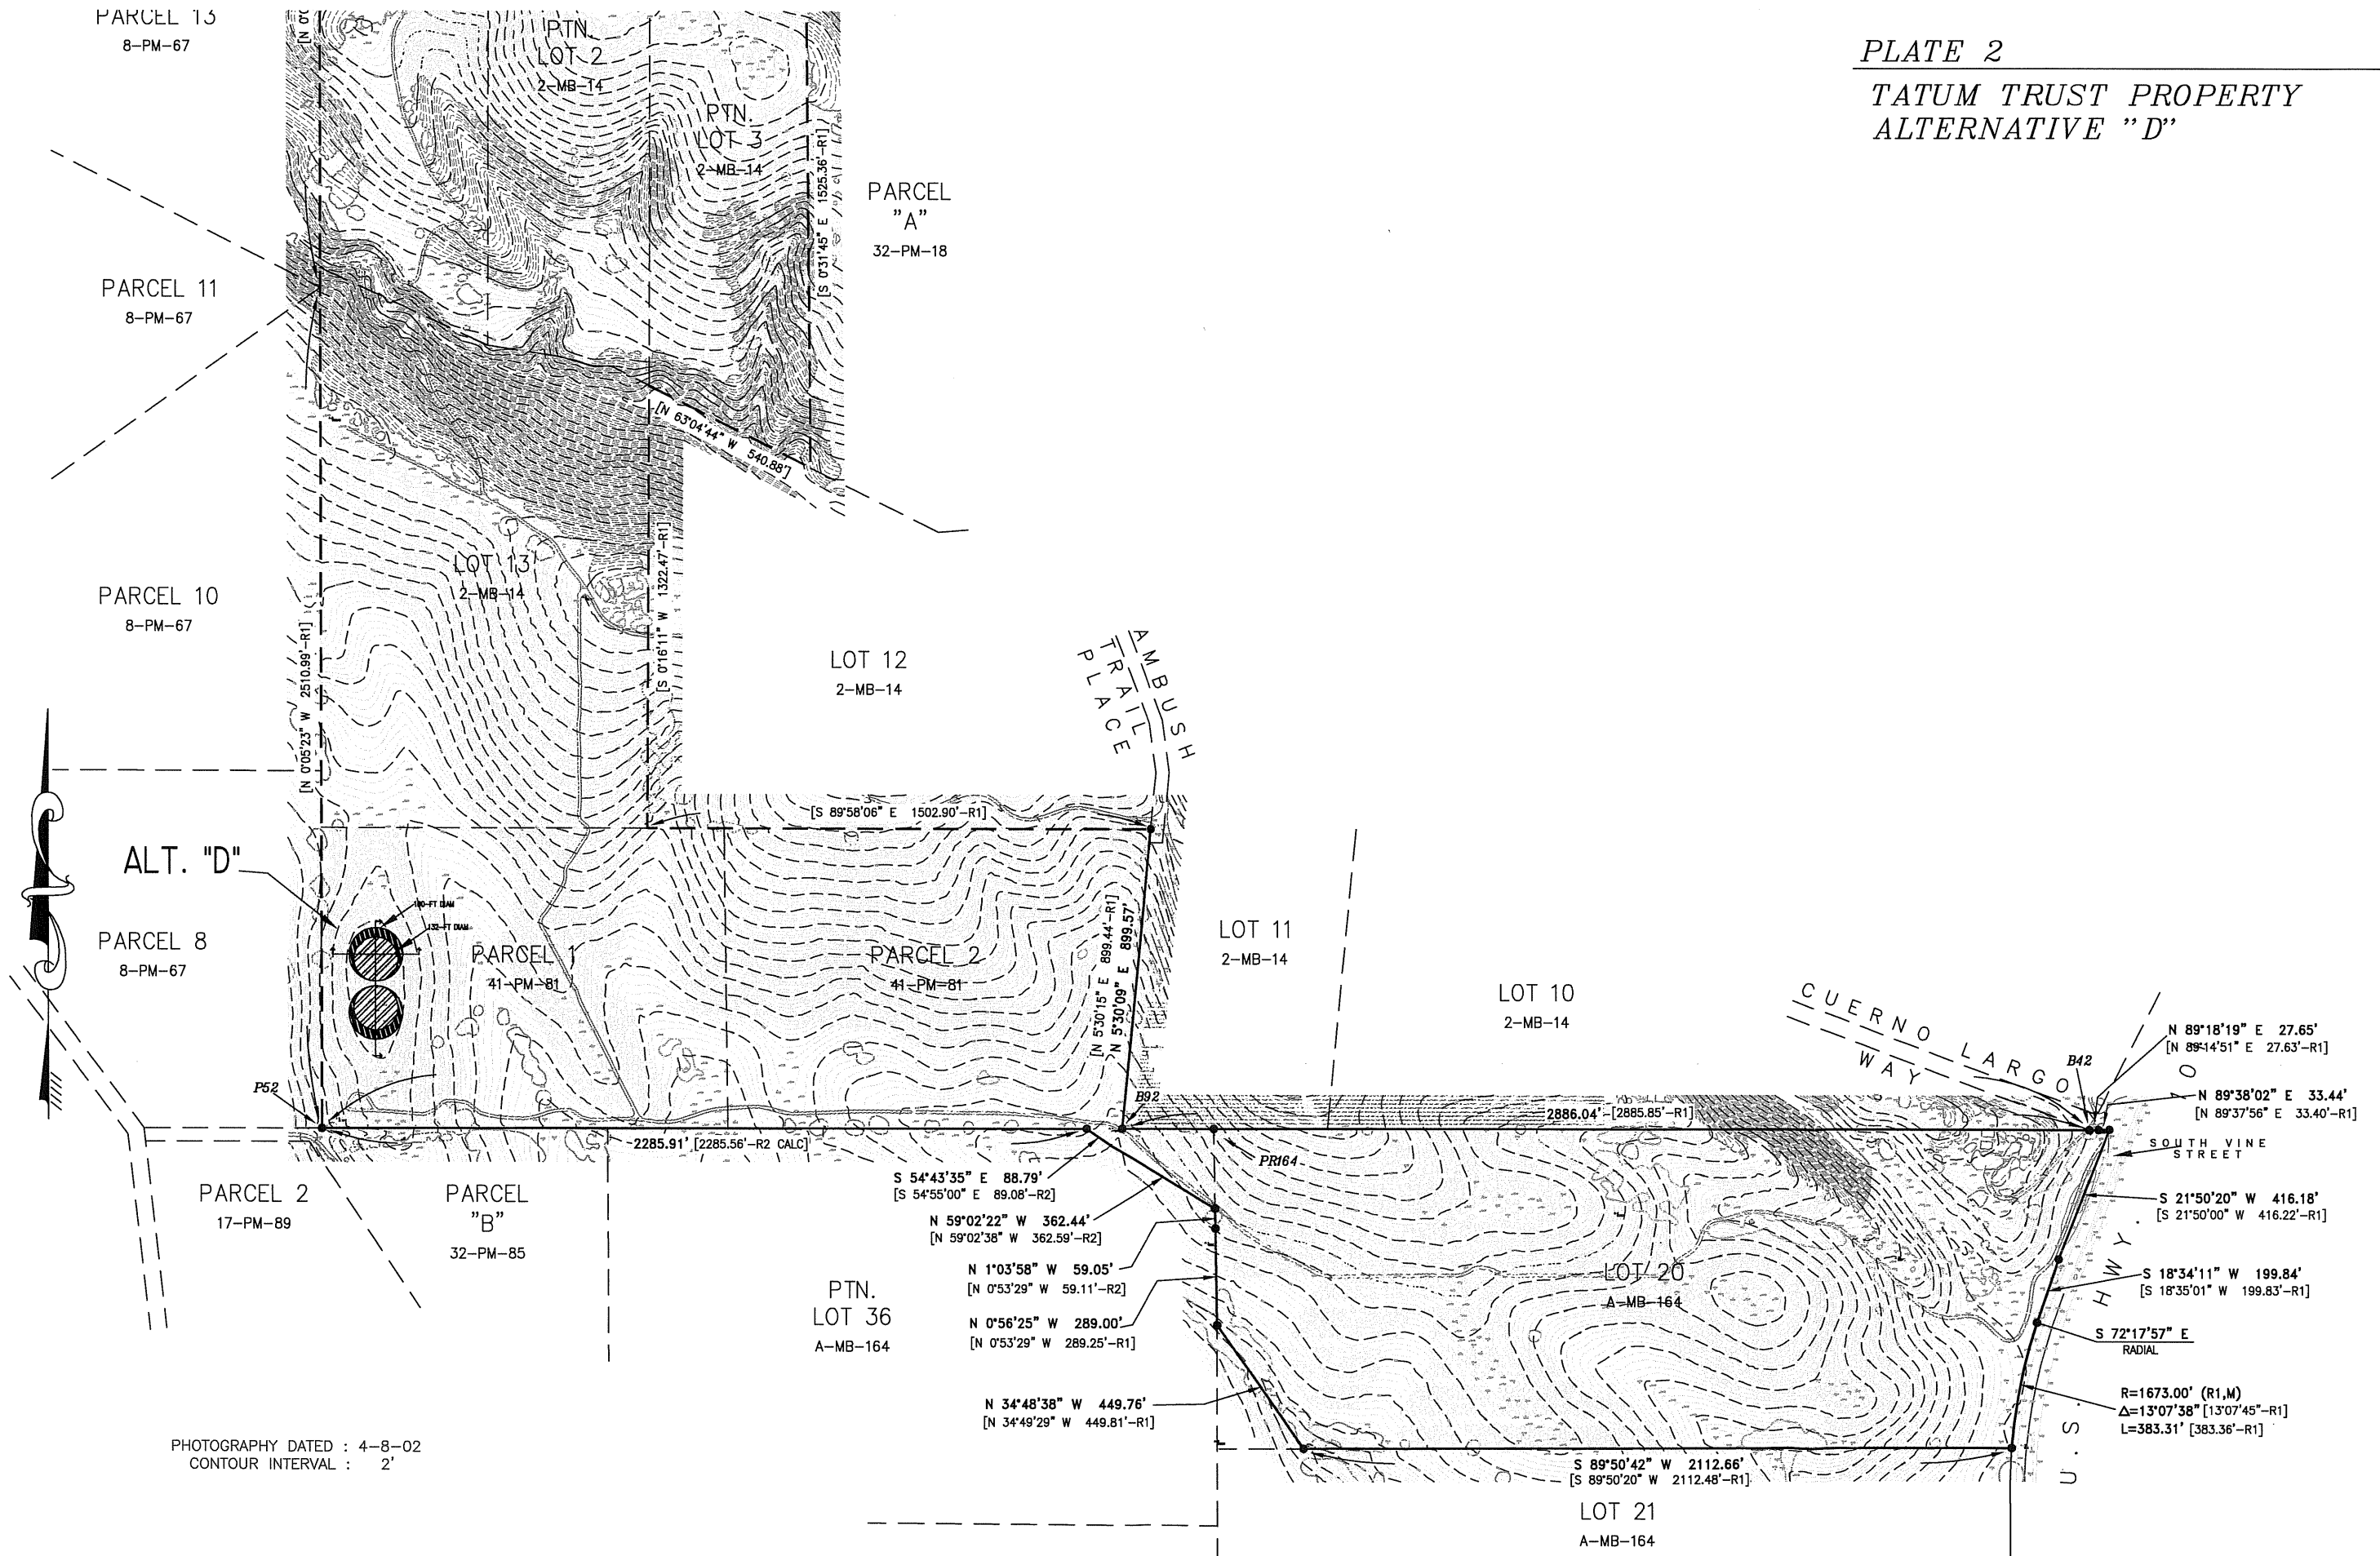 PLATE 2
TATUM TRUST PROPERTY
ALTERNATIVE "D"
PARCEL 13
8-PM-67
PTN.
LOT 2
2-MB-14
PTN.
LOT 3
2-MB-14
[S 0°31'45" E 1525.36'-R1]
PARCEL
"A"
32-PM-18
PARCEL 11
8-PM-67
[N 63°04'44" W 540.88']
LOT 13
2-MB-14
[S 0°16'11" W 1322.47'-R1]
PARCEL 10
8-PM-67
[N 0°05'23" W 2510.99'-R1]
LOT 12
2-MB-14
AMBUSH
TRAIL
PLACE
[S 89°58'06" E 1502.90'-R1]
ALT. "D"
132-FT DIAM
PARCEL 8
8-PM-67
PARCEL 1
41-PM-81
PARCEL 2
41-PM-81
[N 5°30'15" E 899.44'-R1]
N 5°30'09" E 899.57'
LOT 11
2-MB-14
LOT 10
2-MB-14
CUERNO LARGO
WAY
B42
N 89°18'19" E 27.65'
[N 89°14'51" E 27.63'-R1]
N 89°38'02" E 33.44'
[N 89°37'56" E 33.40'-R1]
SOUTH VINE
STREET
P52
B92
2886.04' [2885.85'-R1]
2285.91' [2285.56'-R2 CALC]
PR164
S 54°43'35" E 88.79'
[S 54°55'00" E 89.08'-R2]
N 59°02'22" W 362.44'
[N 59°02'38" W 362.59'-R2]
N 1°03'58" W 59.05'
[N 0°53'29" W 59.11'-R2]
N 0°56'25" W 289.00'
[N 0°53'29" W 289.25'-R1]
N 34°48'38" W 449.76'
[N 34°49'29" W 449.81'-R1]
PARCEL 2
17-PM-89
PARCEL
"B"
32-PM-85
PTN.
LOT 36
A-MB-164
LOT 20
A-MB-164
S 21°50'20" W 416.18'
[S 21°50'00" W 416.22'-R1]
S 18°34'11" W 199.84'
[S 18°35'01" W 199.83'-R1]
S 72°17'57" E
RADIAL
R=1673.00' (R1,M)
Δ=13°07'38" [13°07'45"-R1]
L=383.31' [383.36'-R1]
U.S. HWY.
S 89°50'42" W 2112.66'
[S 89°50'20" W 2112.48'-R1]
LOT 21
A-MB-164
PHOTOGRAPHY DATED : 4-8-02
CONTOUR INTERVAL : 2'